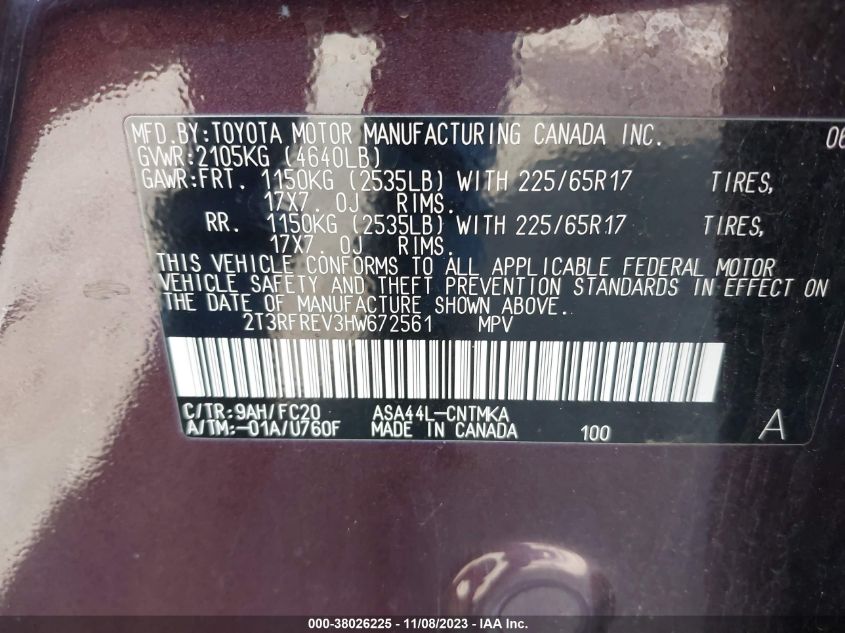 MFD.BY:TOYOTA MOTOR MANUFACTURING CANADA INC. 06
GVWR:2105KG (4640LB)
GAWR:FRT. 1150KG (2535LB) WITH 225/65R17 TIRES,
17X7. 0J RIMS.
RR. 1150KG (2535LB) WITH 225/65R17 TIRES,
17X7. 0J RIMS.
THIS VEHICLE CONFORMS TO ALL APPLICABLE FEDERAL MOTOR
VEHICLE SAFETY AND THEFT PREVENTION STANDARDS IN EFFECT ON
THE DATE OF MANUFACTURE SHOWN ABOVE.
2T3RFREV3HW672561 MPV
C/TR:9AH/FC20 ASA44L-CNTMKA
A/TM:-01A/U760F MADE IN CANADA 100 A
000-38026225 - 11/08/2023 - IAA Inc.